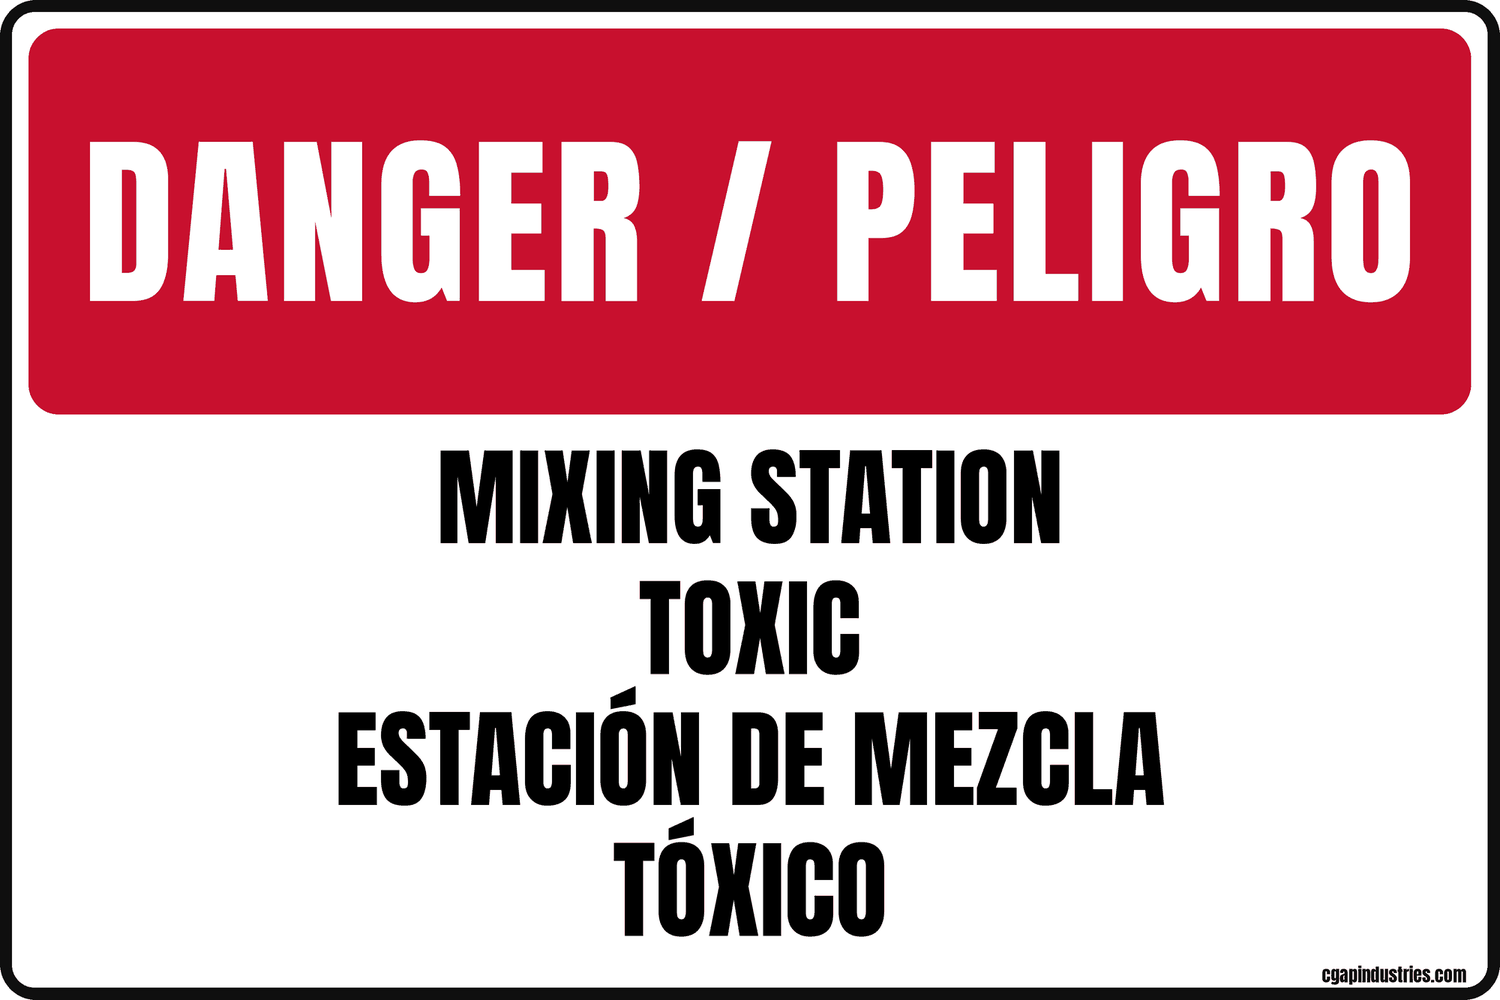 DANGER / PELIGRO
MIXING STATION
TOXIC
ESTACIÓN DE MEZCLA
TÓXICO
cgapindustries.com